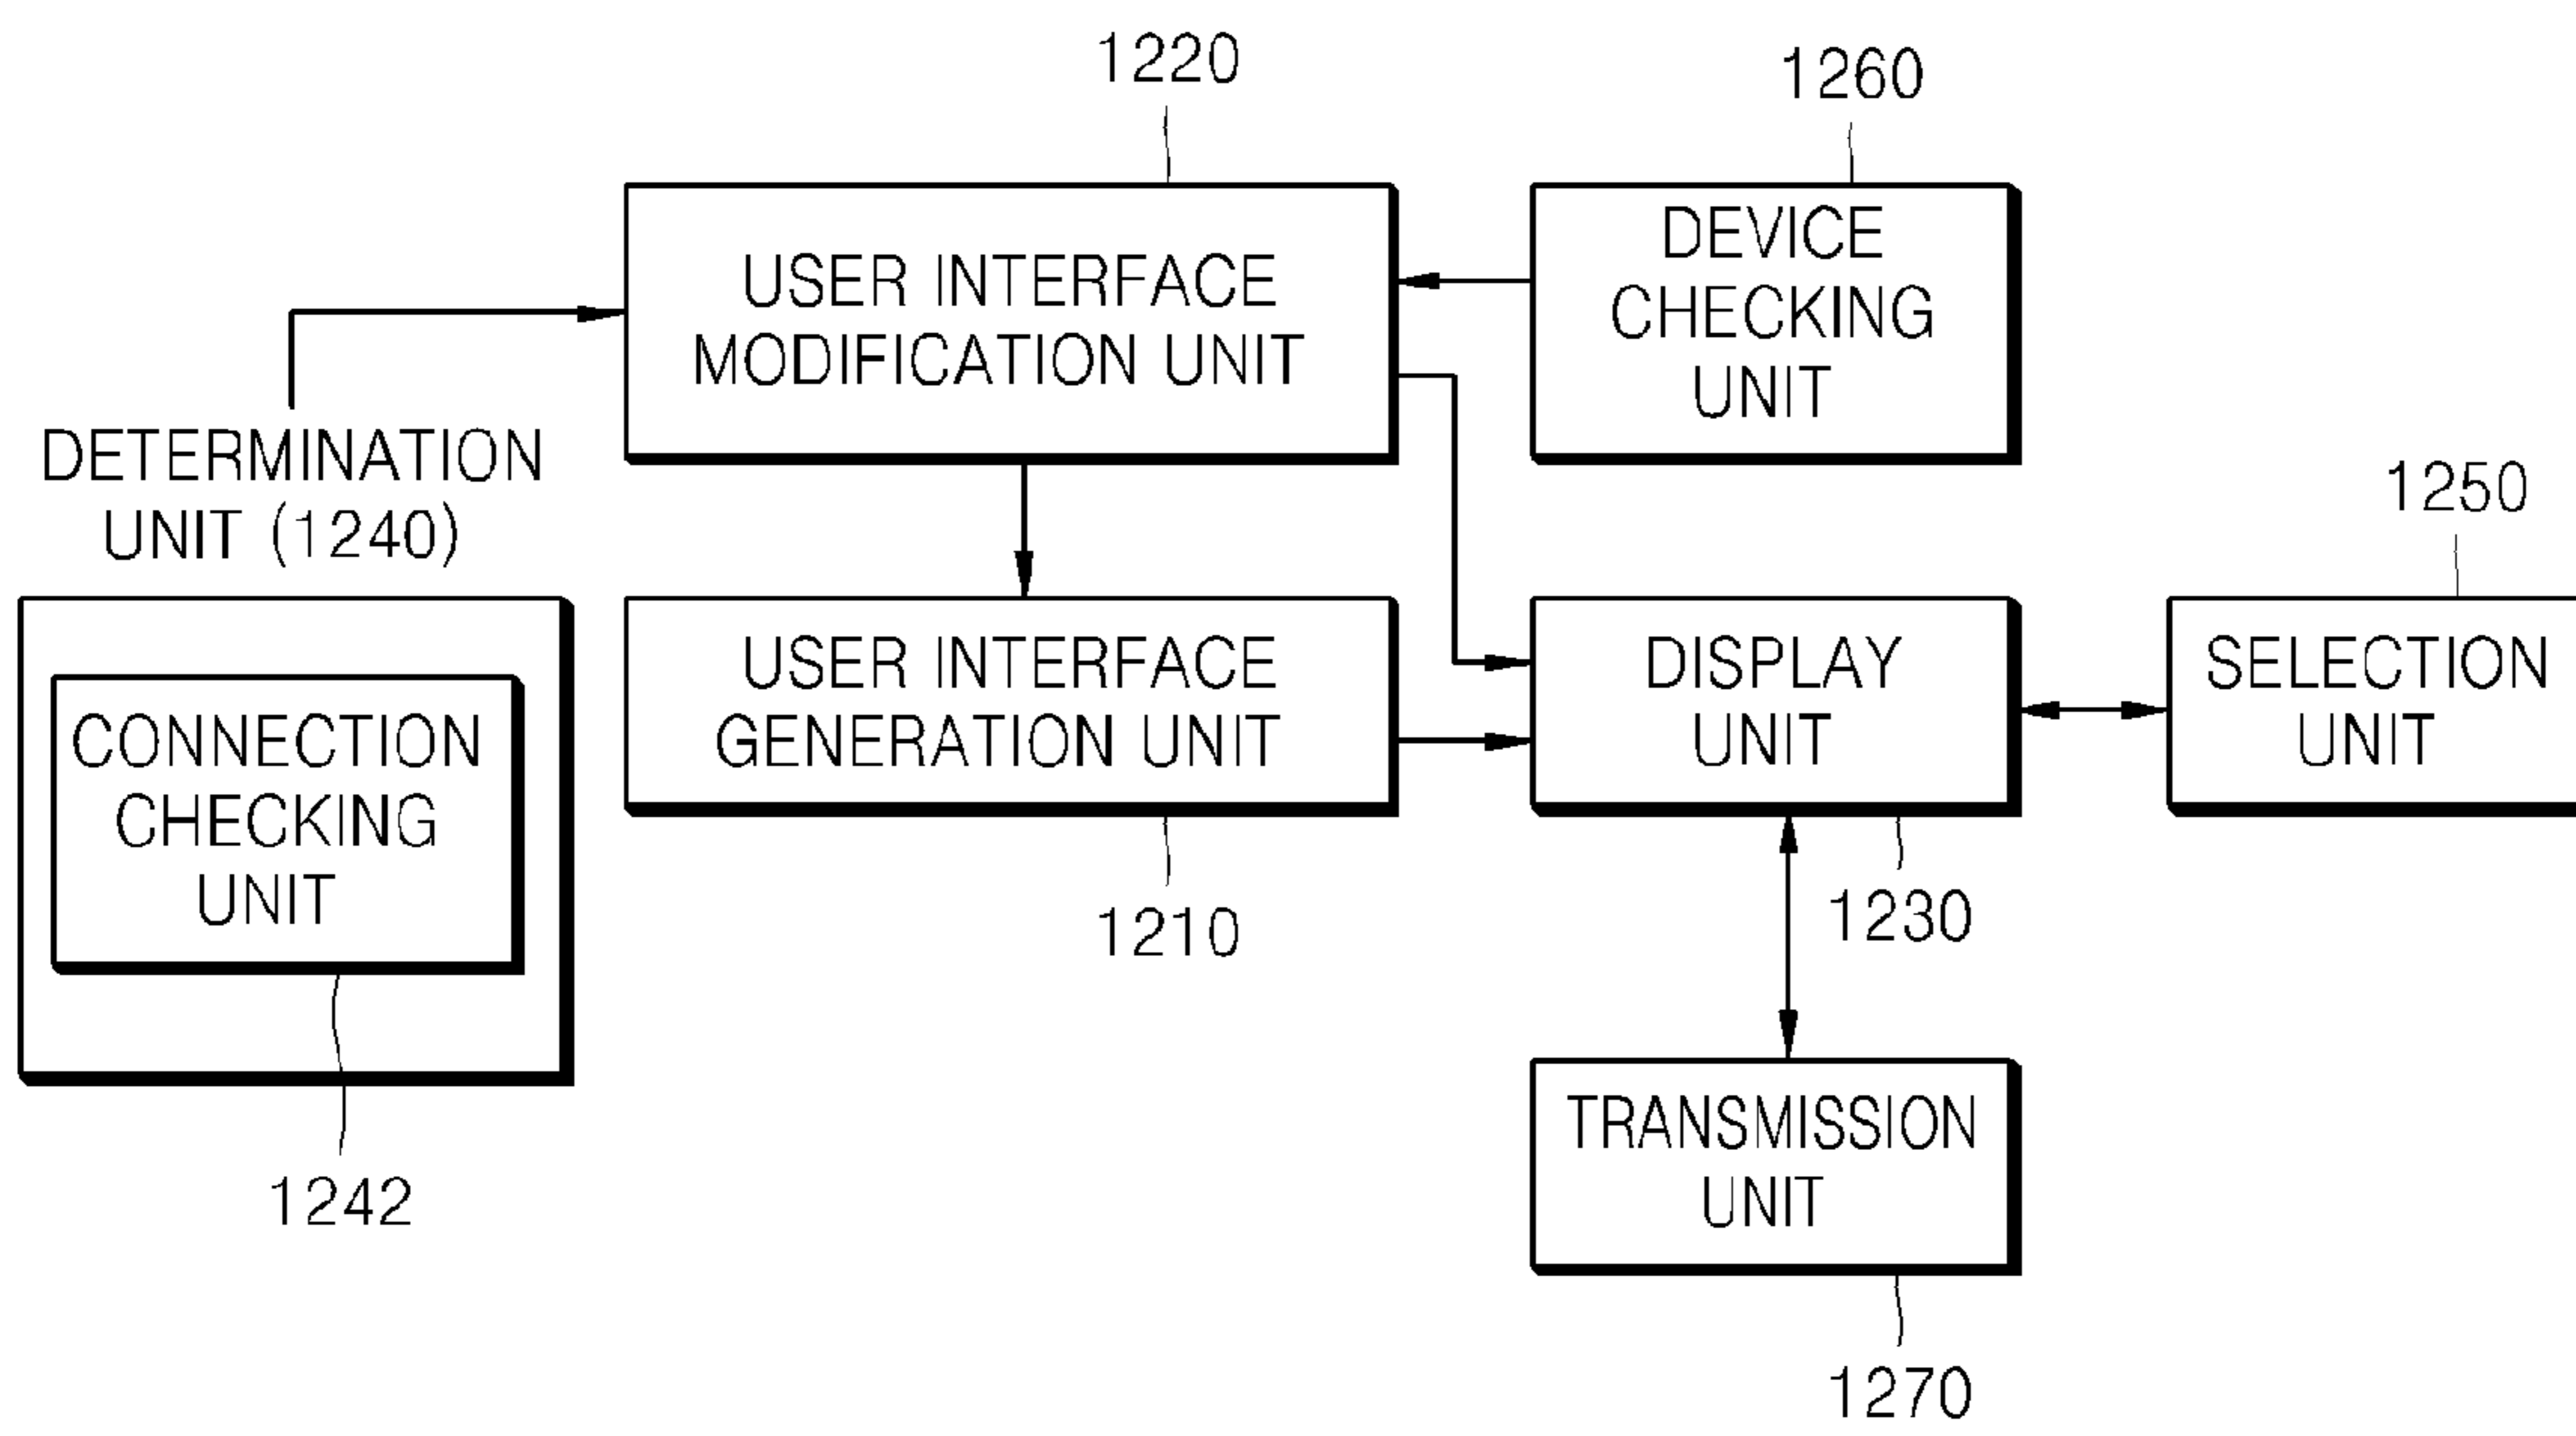 1220
1260
USER INTERFACE
MODIFICATION UNIT
DEVICE
CHECKING
UNIT
DETERMINATION
UNIT (1240)
1250
CONNECTION
CHECKING
UNIT
USER INTERFACE
GENERATION UNIT
DISPLAY
UNIT
SELECTION
UNIT
1210
1230
1242
TRANSMISSION
UNIT
1270